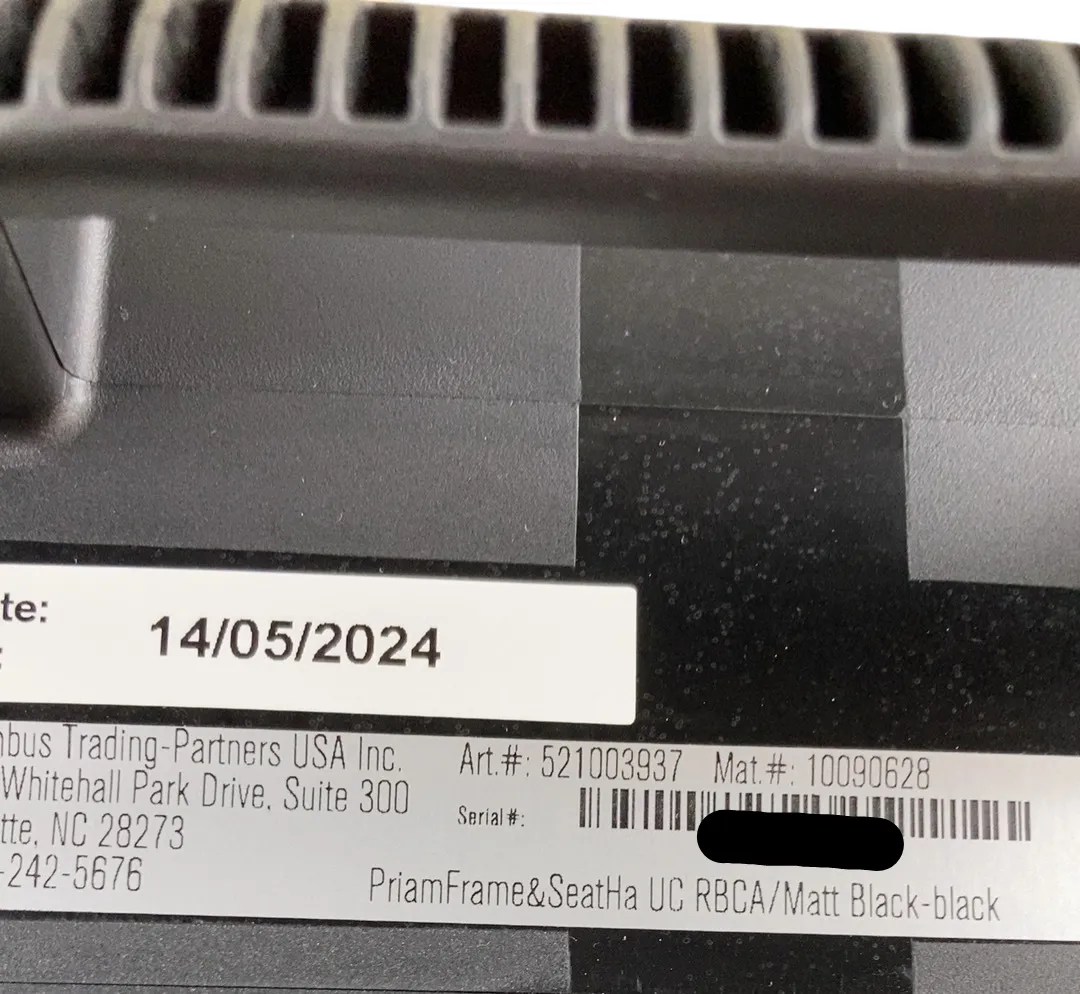 te:
14/05/2024
:
nbus Trading-Partners USA Inc.
Whitehall Park Drive, Suite 300
tte, NC 28273
-242-5676
Art.#: 521003937 Mat.#: 10090628
Serial#:
PriamFrame&SeatHa UC RBCA/Matt Black-black